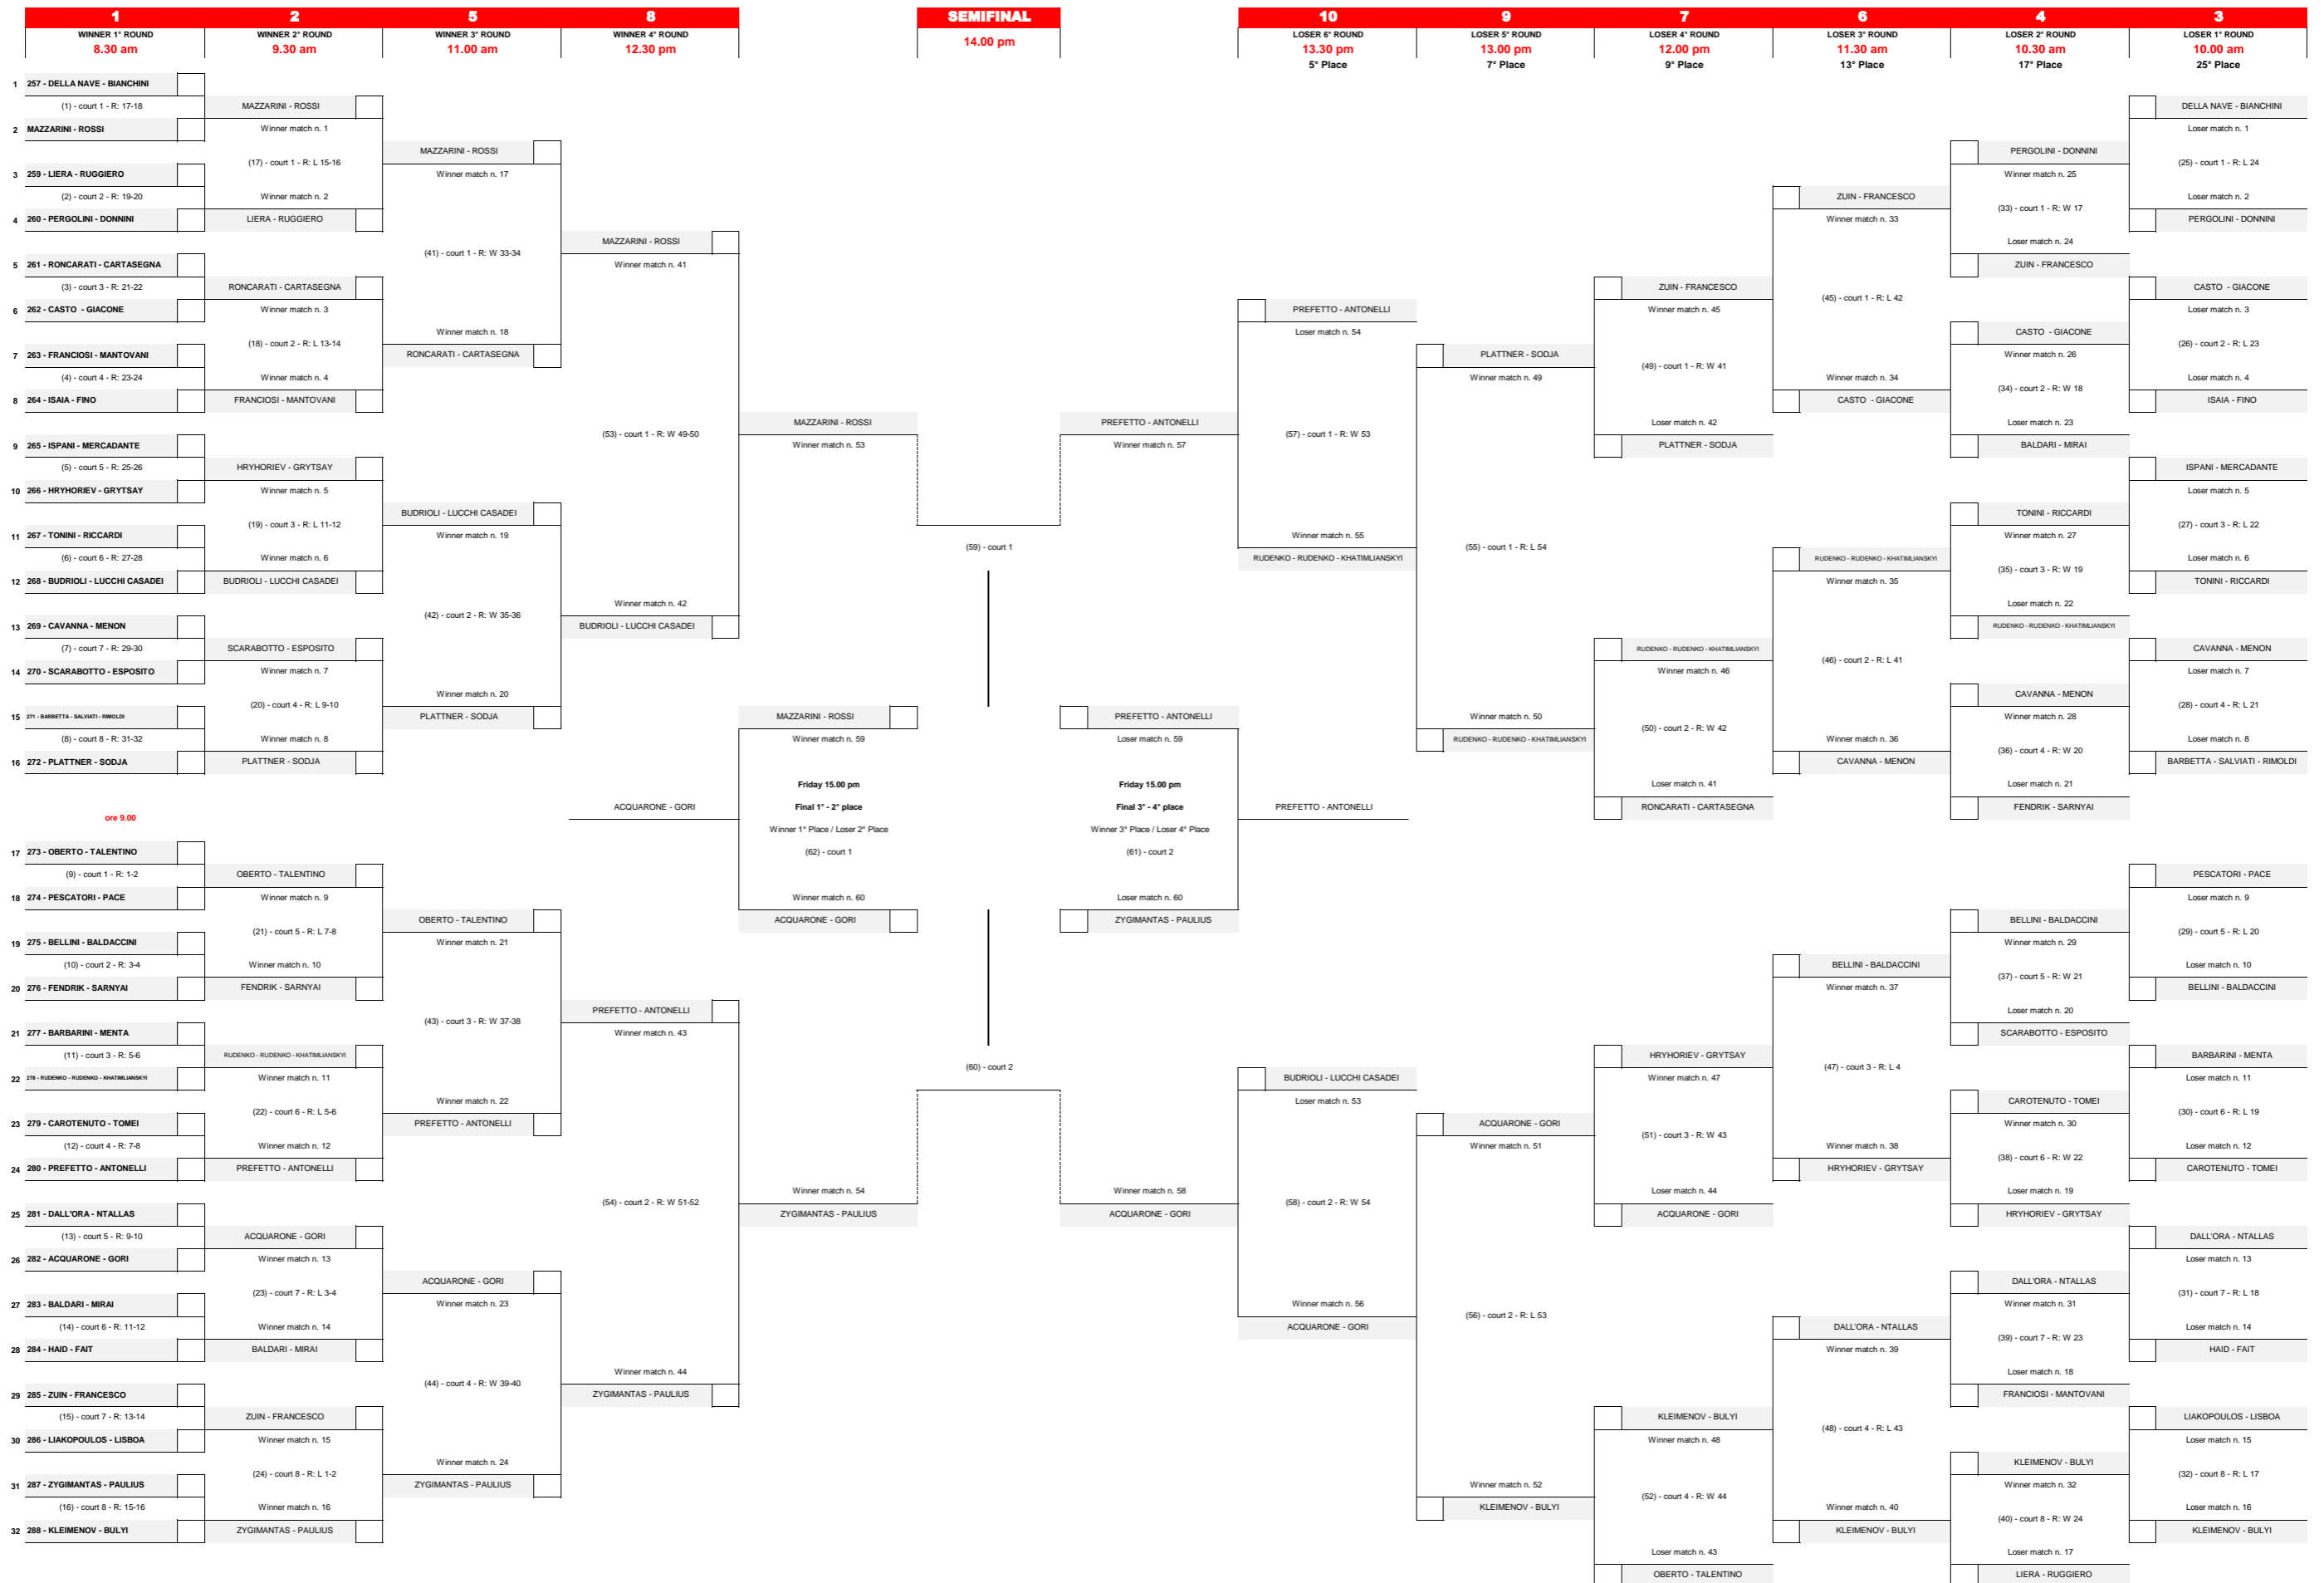 1
WINNER 1° ROUND
8.30 am
1 257 - DELLA NAVE - BIANCHINI
(1) - court 1 - R: 17-18
2 MAZZARINI - ROSSI
3 259 - LIERA - RUGGIERO
(2) - court 2 - R: 19-20
4 260 - PERGOLINI - DONNINI
5 261 - RONCARATI - CARTASEGNA
(3) - court 3 - R: 21-22
6 262 - CASTO - GIACONE
7 263 - FRANCIOSI - MANTOVANI
(4) - court 4 - R: 23-24
8 264 - ISAIA - FINO
9 265 - ISPANI - MERCADANTE
(5) - court 5 - R: 25-26
10 266 - HRYHORIEV - GRYTSAY
11 267 - TONINI - RICCARDI
(6) - court 6 - R: 27-28
12 268 - BUDRIOLI - LUCCHI CASADEI
13 269 - CAVANNA - MENON
(7) - court 7 - R: 29-30
14 270 - SCARABOTTO - ESPOSITO
15 271 - BARBETTA - SALVIATI - RIMOLDI
(8) - court 8 - R: 31-32
16 272 - PLATTNER - SODJA
ore 9.00
17 273 - OBERTO - TALENTINO
(9) - court 1 - R: 1-2
18 274 - PESCATORI - PACE
19 275 - BELLINI - BALDACCINI
(10) - court 2 - R: 3-4
20 276 - FENDRIK - SARNYAI
21 277 - BARBARINI - MENTA
(11) - court 3 - R: 5-6
22 278 - RUDENKO - RUDENKO - KHATIMLIANSKYI
23 279 - CAROTENUTO - TOMEI
(12) - court 4 - R: 7-8
24 280 - PREFETTO - ANTONELLI
25 281 - DALL'ORA - NTALLAS
(13) - court 5 - R: 9-10
26 282 - ACQUARONE - GORI
27 283 - BALDARI - MIRAI
(14) - court 6 - R: 11-12
28 284 - HAID - FAIT
29 285 - ZUIN - FRANCESCO
(15) - court 7 - R: 13-14
30 286 - LIAKOPOULOS - LISBOA
31 287 - ZYGIMANTAS - PAULIUS
(16) - court 8 - R: 15-16
32 288 - KLEIMENOV - BULYI
2
WINNER 2° ROUND
9.30 am
MAZZARINI - ROSSI
Winner match n. 1
(17) - court 1 - R: L 15-16
Winner match n. 2
LIERA - RUGGIERO
RONCARATI - CARTASEGNA
Winner match n. 3
(18) - court 2 - R: L 13-14
Winner match n. 4
FRANCIOSI - MANTOVANI
HRYHORIEV - GRYTSAY
Winner match n. 5
(19) - court 3 - R: L 11-12
Winner match n. 6
BUDRIOLI - LUCCHI CASADEI
SCARABOTTO - ESPOSITO
Winner match n. 7
(20) - court 4 - R: L 9-10
Winner match n. 8
PLATTNER - SODJA
OBERTO - TALENTINO
Winner match n. 9
(21) - court 5 - R: L 7-8
Winner match n. 10
FENDRIK - SARNYAI
RUDENKO - RUDENKO - KHATIMLIANSKYI
Winner match n. 11
(22) - court 6 - R: L 5-6
Winner match n. 12
PREFETTO - ANTONELLI
ACQUARONE - GORI
Winner match n. 13
(23) - court 7 - R: L 3-4
Winner match n. 14
BALDARI - MIRAI
ZUIN - FRANCESCO
Winner match n. 15
(24) - court 8 - R: L 1-2
Winner match n. 16
ZYGIMANTAS - PAULIUS
5
WINNER 3° ROUND
11.00 am
MAZZARINI - ROSSI
Winner match n. 17
(41) - court 1 - R: W 33-34
Winner match n. 18
RONCARATI - CARTASEGNA
BUDRIOLI - LUCCHI CASADEI
Winner match n. 19
(42) - court 2 - R: W 35-36
Winner match n. 20
PLATTNER - SODJA
OBERTO - TALENTINO
Winner match n. 21
(43) - court 3 - R: W 37-38
Winner match n. 22
PREFETTO - ANTONELLI
ACQUARONE - GORI
Winner match n. 23
(44) - court 4 - R: W 39-40
Winner match n. 24
ZYGIMANTAS - PAULIUS
8
WINNER 4° ROUND
12.30 pm
MAZZARINI - ROSSI
Winner match n. 41
(53) - court 1 - R: W 49-50
Winner match n. 42
BUDRIOLI - LUCCHI CASADEI
ACQUARONE - GORI
PREFETTO - ANTONELLI
Winner match n. 43
(54) - court 2 - R: W 51-52
Winner match n. 44
ZYGIMANTAS - PAULIUS
MAZZARINI - ROSSI
Winner match n. 53
MAZZARINI - ROSSI
Winner match n. 59
Friday 15.00 pm
Final 1° - 2° place
Winner 1° Place / Loser 2° Place
(62) - court 1
Winner match n. 60
ACQUARONE - GORI
Winner match n. 54
ZYGIMANTAS - PAULIUS
SEMIFINAL
14.00 pm
(59) - court 1
(60) - court 2
PREFETTO - ANTONELLI
Winner match n. 57
PREFETTO - ANTONELLI
Loser match n. 59
Friday 15.00 pm
Final 3° - 4° place
Winner 3° Place / Loser 4° Place
(61) - court 2
Loser match n. 60
ZYGIMANTAS - PAULIUS
Winner match n. 58
ACQUARONE - GORI
10
LOSER 6° ROUND
13.30 pm
5° Place
PREFETTO - ANTONELLI
Loser match n. 54
(57) - court 1 - R: W 53
Winner match n. 55
RUDENKO - RUDENKO - KHATIMLIANSKYI
PREFETTO - ANTONELLI
BUDRIOLI - LUCCHI CASADEI
Loser match n. 53
(58) - court 2 - R: W 54
Winner match n. 56
ACQUARONE - GORI
9
LOSER 5° ROUND
13.00 pm
7° Place
PLATTNER - SODJA
Winner match n. 49
(55) - court 1 - R: L 54
Winner match n. 50
RUDENKO - RUDENKO - KHATIMLIANSKYI
ACQUARONE - GORI
Winner match n. 51
(56) - court 2 - R: L 53
Winner match n. 52
KLEIMENOV - BULYI
7
LOSER 4° ROUND
12.00 pm
9° Place
ZUIN - FRANCESCO
Winner match n. 45
(49) - court 1 - R: W 41
Loser match n. 42
PLATTNER - SODJA
RUDENKO - RUDENKO - KHATIMLIANSKYI
Winner match n. 46
(50) - court 2 - R: W 42
Loser match n. 41
RONCARATI - CARTASEGNA
HRYHORIEV - GRYTSAY
Winner match n. 47
(51) - court 3 - R: W 43
Loser match n. 44
ACQUARONE - GORI
KLEIMENOV - BULYI
Winner match n. 48
(52) - court 4 - R: W 44
Loser match n. 43
OBERTO - TALENTINO
6
LOSER 3° ROUND
11.30 am
13° Place
ZUIN - FRANCESCO
Winner match n. 33
(45) - court 1 - R: L 42
Winner match n. 34
CASTO - GIACONE
RUDENKO - RUDENKO - KHATIMLIANSKYI
Winner match n. 35
(46) - court 2 - R: L 41
Winner match n. 36
CAVANNA - MENON
BELLINI - BALDACCINI
Winner match n. 37
(47) - court 3 - R: L 4
Winner match n. 38
HRYHORIEV - GRYTSAY
DALL'ORA - NTALLAS
Winner match n. 39
(48) - court 4 - R: L 43
Winner match n. 40
KLEIMENOV - BULYI
4
LOSER 2° ROUND
10.30 am
17° Place
PERGOLINI - DONNINI
Winner match n. 25
(33) - court 1 - R: W 17
Loser match n. 24
ZUIN - FRANCESCO
CASTO - GIACONE
Winner match n. 26
(34) - court 2 - R: W 18
Loser match n. 23
BALDARI - MIRAI
TONINI - RICCARDI
Winner match n. 27
(35) - court 3 - R: W 19
Loser match n. 22
RUDENKO - RUDENKO - KHATIMLIANSKYI
CAVANNA - MENON
Winner match n. 28
(36) - court 4 - R: W 20
Loser match n. 21
FENDRIK - SARNYAI
BELLINI - BALDACCINI
Winner match n. 29
(37) - court 5 - R: W 21
Loser match n. 20
SCARABOTTO - ESPOSITO
CAROTENUTO - TOMEI
Winner match n. 30
(38) - court 6 - R: W 22
Loser match n. 19
HRYHORIEV - GRYTSAY
DALL'ORA - NTALLAS
Winner match n. 31
(39) - court 7 - R: W 23
Loser match n. 18
FRANCIOSI - MANTOVANI
KLEIMENOV - BULYI
Winner match n. 32
(40) - court 8 - R: W 24
Loser match n. 17
LIERA - RUGGIERO
3
LOSER 1° ROUND
10.00 am
25° Place
DELLA NAVE - BIANCHINI
Loser match n. 1
(25) - court 1 - R: L 24
Loser match n. 2
PERGOLINI - DONNINI
CASTO - GIACONE
Loser match n. 3
(26) - court 2 - R: L 23
Loser match n. 4
ISAIA - FINO
ISPANI - MERCADANTE
Loser match n. 5
(27) - court 3 - R: L 22
Loser match n. 6
TONINI - RICCARDI
CAVANNA - MENON
Loser match n. 7
(28) - court 4 - R: L 21
Loser match n. 8
BARBETTA - SALVIATI - RIMOLDI
PESCATORI - PACE
Loser match n. 9
(29) - court 5 - R: L 20
Loser match n. 10
BELLINI - BALDACCINI
BARBARINI - MENTA
Loser match n. 11
(30) - court 6 - R: L 19
Loser match n. 12
CAROTENUTO - TOMEI
DALL'ORA - NTALLAS
Loser match n. 13
(31) - court 7 - R: L 18
Loser match n. 14
HAID - FAIT
LIAKOPOULOS - LISBOA
Loser match n. 15
(32) - court 8 - R: L 17
Loser match n. 16
KLEIMENOV - BULYI